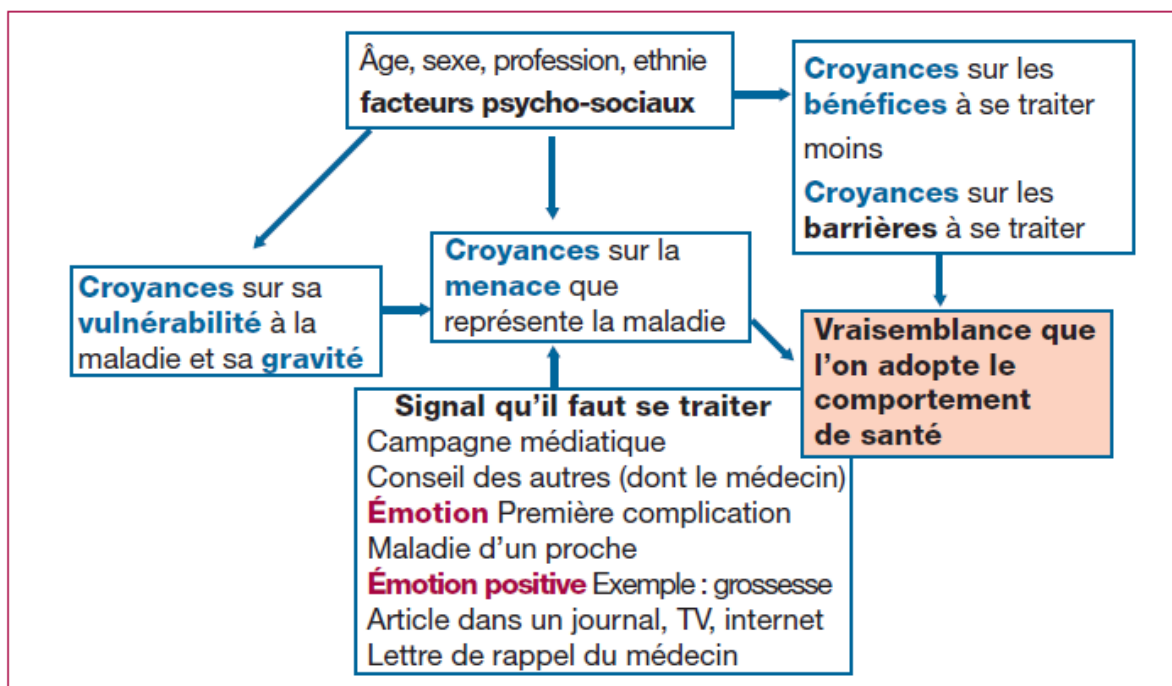 Âge, sexe, profession, ethnie
facteurs psycho-sociaux
Croyances sur les
bénéfices à se traiter
moins
Croyances sur les
barrières à se traiter
Croyances sur sa
vulnérabilité à la
maladie et sa gravité
Croyances sur la
menace que
représente la maladie
Vraisemblance que
l'on adopte le
comportement
de santé
Signal qu'il faut se traiter
Campagne médiatique
Conseil des autres (dont le médecin)
Émotion Première complication
Maladie d'un proche
Émotion positive Exemple : grossesse
Article dans un journal, TV, internet
Lettre de rappel du médecin